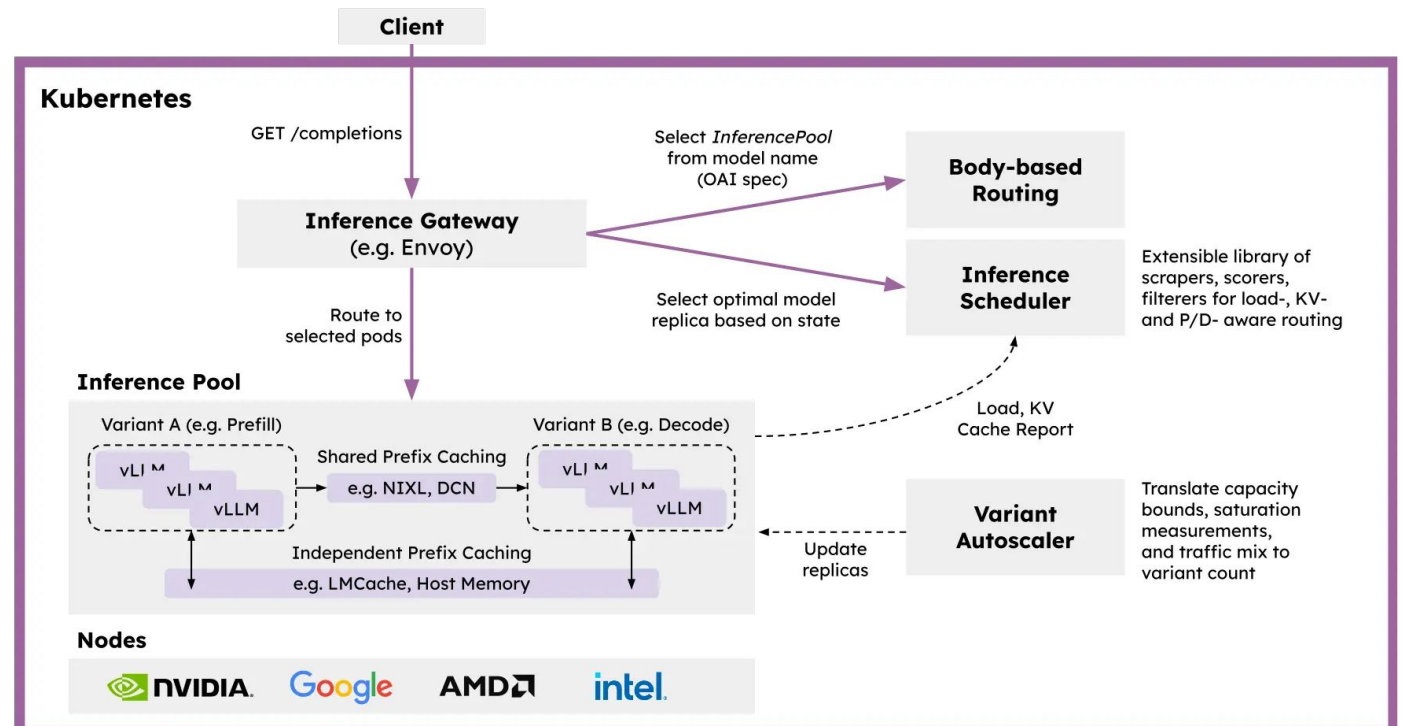 Client
Kubernetes
GET /completions
Select InferencePool
from model name
(OAI spec)
Body-based
Routing
Inference Gateway
(e.g. Envoy)
Inference
Scheduler
Extensible library of
scrapers, scorers,
filterers for load-, KV-
and P/D- aware routing
Select optimal model
replica based on state
Route to
selected pods
Inference Pool
Variant A (e.g. Prefill)
Variant B (e.g. Decode)
Load, KV
Cache Report
Shared Prefix Caching
vLLM
vLLM
vLLM
e.g. NIXL, DCN
vLLM
vLLM
vLLM
Variant
Autoscaler
Translate capacity
bounds, saturation
measurements,
and traffic mix to
variant count
Update
replicas
Independent Prefix Caching
e.g. LMCache, Host Memory
Nodes
NVIDIA.
Google
AMD
intel.